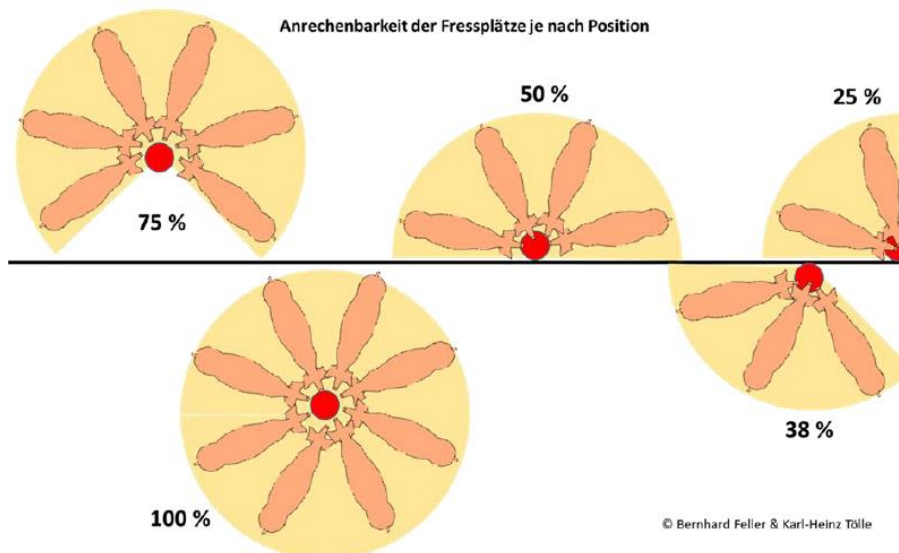 Anrechenbarkeit der Fressplätze je nach Position
50 %
25 %
75 %
38 %
100 %
© Bernhard Feller & Karl-Heinz Tölle